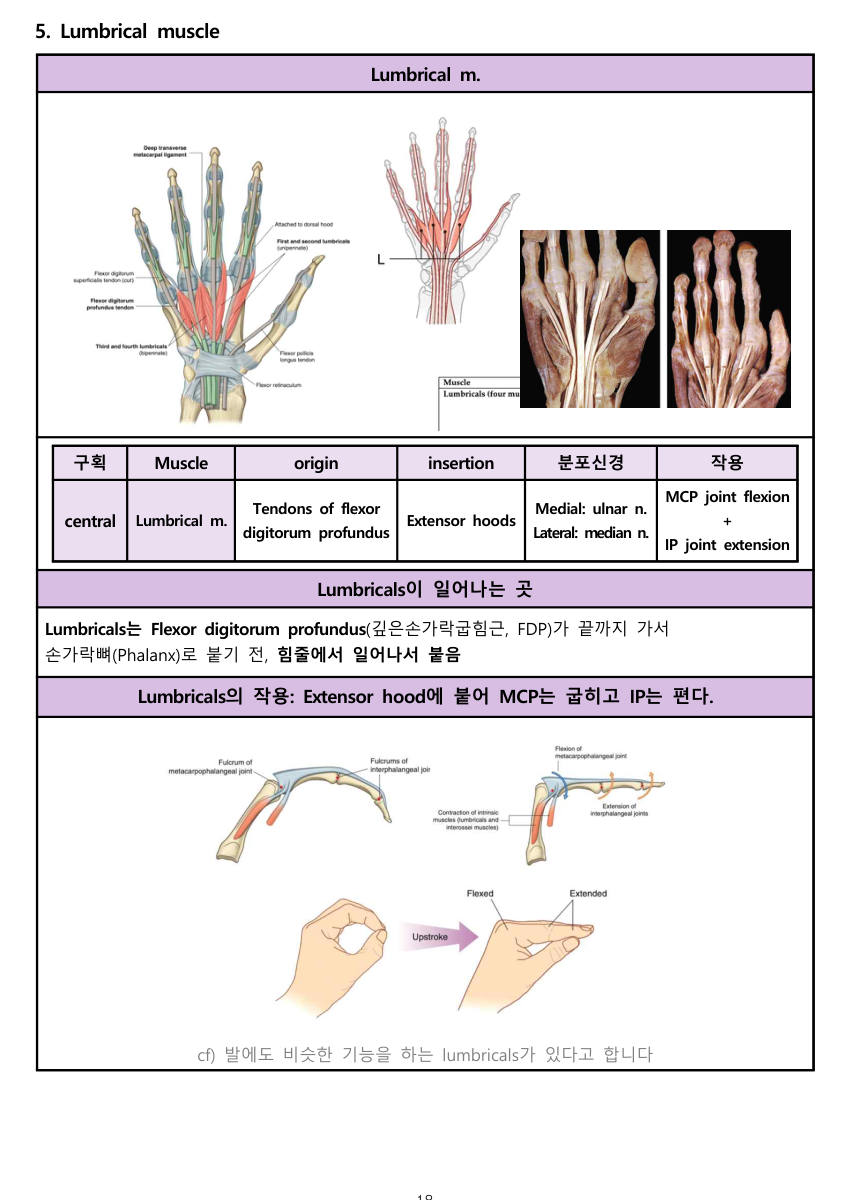 5. Lumbrical muscle
Lumbrical m.
Deep transverse
metacarpal ligament
Attached to dorsal hood
First and second lumbricals
(unipennate)
Flexor digitorum
superficialis tendon (cut)
Flexor digitorum
profundus tendon
Third and fourth lumbricals
(bipennate)
Flexor pollicis
longus tendon
Flexor retinaculum
L
Muscle
Lumbricals (four mu
구획 Muscle origin insertion 분포신경 작용
central Lumbrical m. Tendons of flexor digitorum profundus Extensor hoods Medial: ulnar n. Lateral: median n. MCP joint flexion + IP joint extension
Lumbricals이 일어나는 곳
Lumbricals는 Flexor digitorum profundus(깊은손가락굽힘근, FDP)가 끝까지 가서
손가락뼈(Phalanx)로 붙기 전, 힘줄에서 일어나서 붙음
Lumbricals의 작용: Extensor hood에 붙어 MCP는 굽히고 IP는 편다.
Fulcrum of
metacarpophalangeal joint
Fulcrums of
interphalangeal joir
Flexion of
metacarpophalangeal joint
Contraction of intrinsic
muscles (lumbricals and
interossei muscles)
Extension of
interphalangeal joints
Flexed
Extended
Upstroke
cf) 발에도 비슷한 기능을 하는 lumbricals가 있다고 합니다